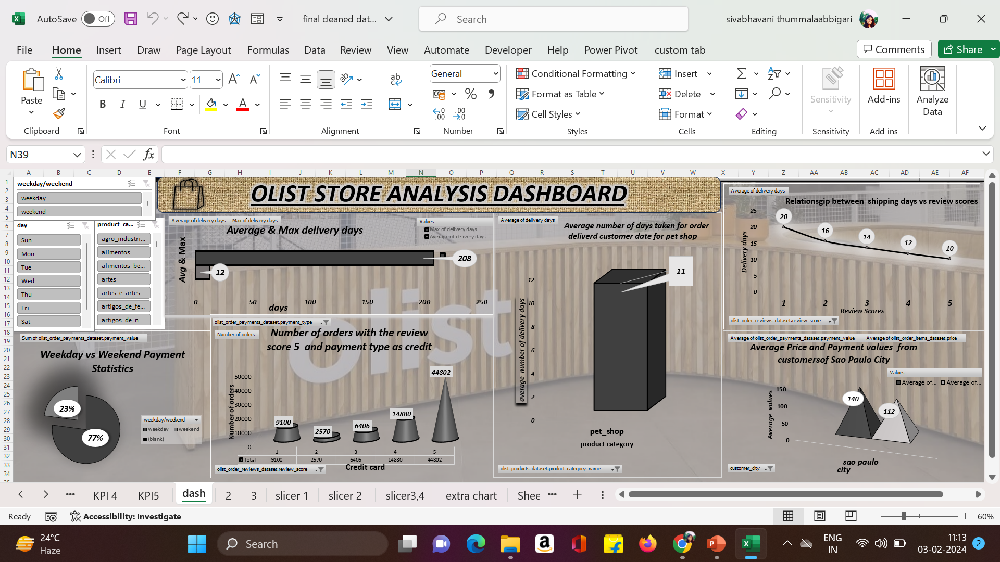 AutoSave Off final cleaned dat... Search sivabhavani thummalaabbigari
File Home Insert Draw Page Layout Formulas Data Review View Automate Developer Help Power Pivot custom tab Comments Share
Paste Calibri 11 General Conditional Formatting Insert Sensitivity Add-ins Analyze Data
B I U A ab c % Format as Table Delete
.00 .00 Cell Styles Format
Clipboard Font Alignment Number Styles Cells Editing Sensitivity Add-ins
N39 fx
A B C D E F G H I J K L M N O P Q R S T U V W X Y Z AA AB AC AD AE AF
1 2 3 4 5 6 7 8 9 10 11 12 13 14 15 16 17 18 19 20 21 22 23 24 25 26 27 28 29 30 31 32 33 34
OLIST STORE ANALYSIS DASHBOARD
weekday/weekend
weekday
weekend
day
Sun
Mon
Tue
Wed
Thu
Fri
Sat
product_ca...
agro_industri...
alimentos
alimentos_be...
artes
artes_e_artes...
artigos_de_fe...
artigos_de_n...
Average of delivery days Max of delivery days
Average & Max delivery days
Values
Max of delivery days
Average of delivery days
Avg & Max
208
12
0 50 100 150 200 250
days
Average of delivery days
Average number of days taken for order
deliverd customer date for pet shop
11
average number of delivery days
12
10
8
6
4
2
0
pet_shop
product category
olist_products_dataset.product_category_name
Average of delivery days
Relationsgip between shipping days vs review scores
Delivery days
25
20
15
10
5
0
20 16 14 12 10
1 2 3 4 5
Review Scores
olist_order_reviews_dataset.review_score
Sum of olist_order_payments_dataset.payment_value
Weekday vs Weekend Payment
Statistics
23%
77%
weekday/weekend
weekday weekend
(blank)
olist_order_payments_dataset.payment_type
Number of orders
Number of orders with the review
score 5 and payment type as credit
Number of orders
50000
40000
30000
20000
10000
0
9100 2570 6406 14880 44802
1 2 3 4 5
Total 9100 2570 6406 14880 44802
Credit card
olist_order_reviews_dataset.review_score
olist
Average of olist_order_payments_dataset.payment_value Average of olist_order_items_dataset.price
Average Price and Payment values from
customersof Sao Paulo City
Values
Average of... Average of...
Average values
150
100
50
0
140 112
sao paulo
city
customer_city
KPI 4 KPI5 dash 2 3 slicer 1 slicer 2 slicer3,4 extra chart Shee
Ready Accessibility: Investigate 60%
24°C
Haze
Search
ENG
IN
11:13
03-02-2024
2